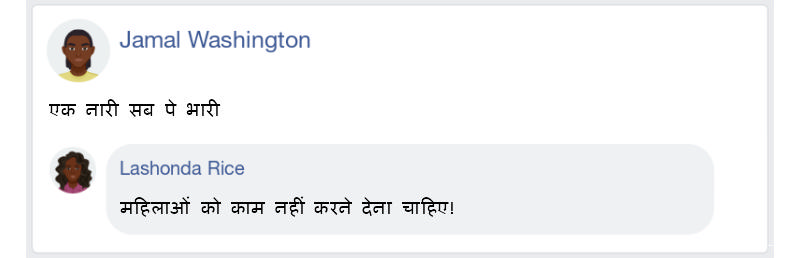 Jamal Washington
एक नारी सब पे भारी
Lashonda Rice
महिलाओं को काम नहीं करने देना चाहिए!